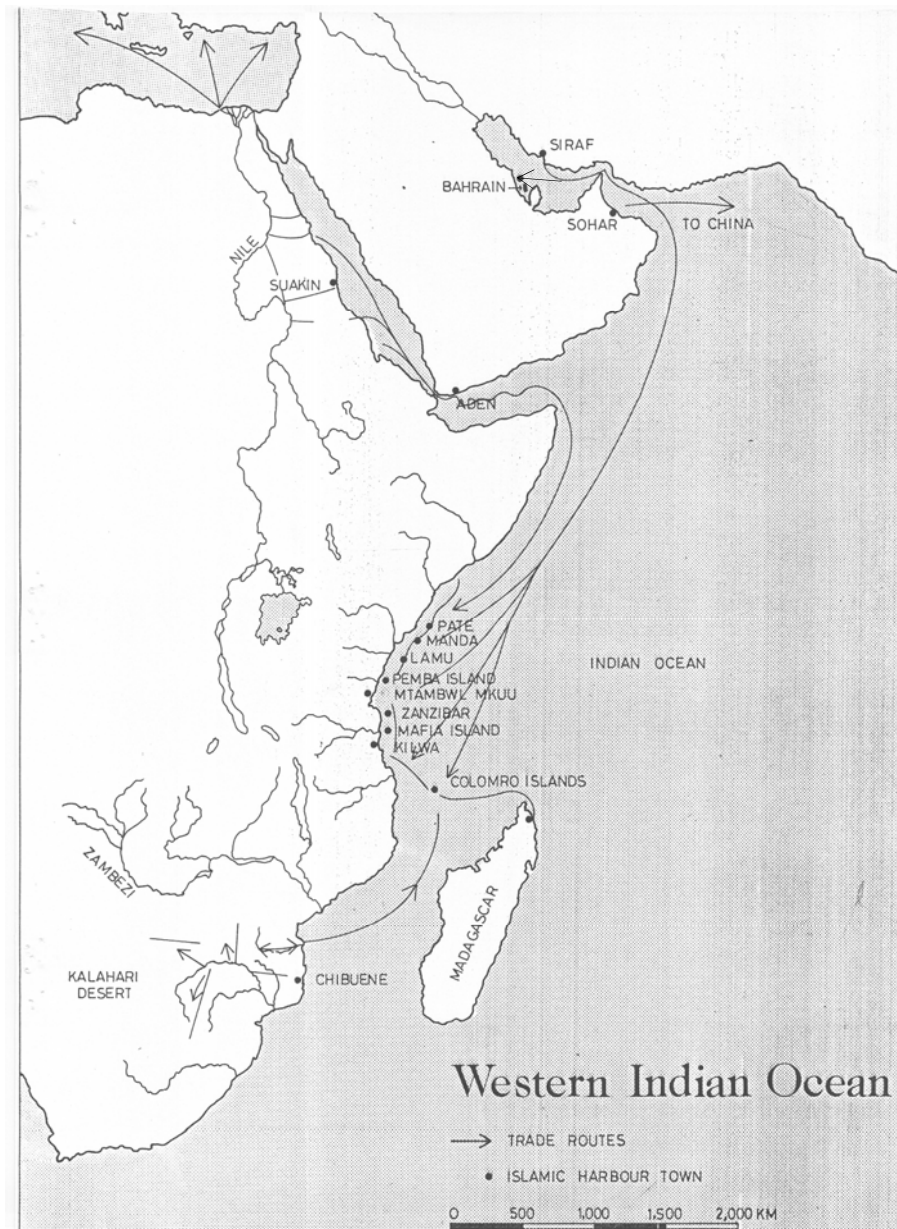 SIRAF
BAHRAIN
SOHAR
TO CHINA
NILE
SUAKIN
ADEN
PATE
MANDA
LAMU
INDIAN OCEAN
PEMBA ISLAND
MTAMBWL MKUU
ZANZIBAR
MAFIA ISLAND
KILWA
COLOMRO ISLANDS
ZAMBEZI
MADAGASCAR
KALAHARI
DESERT
CHIBUENE
Western Indian Ocean
TRADE ROUTES
ISLAMIC HARBOUR TOWN
0 500 1,000 1,500 2,000 KM